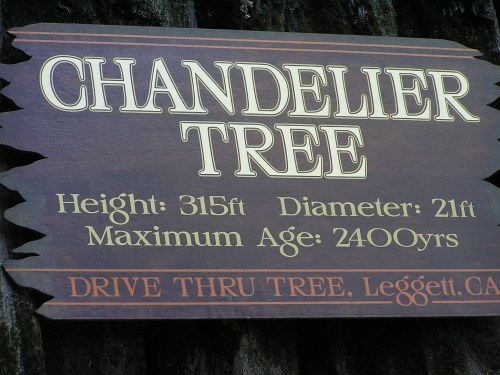 CHANDELIER
TREE
Height: 315ft Diameter: 21ft
Maximum Age: 2400yrs
DRIVE THRU TREE, Leggett, CA